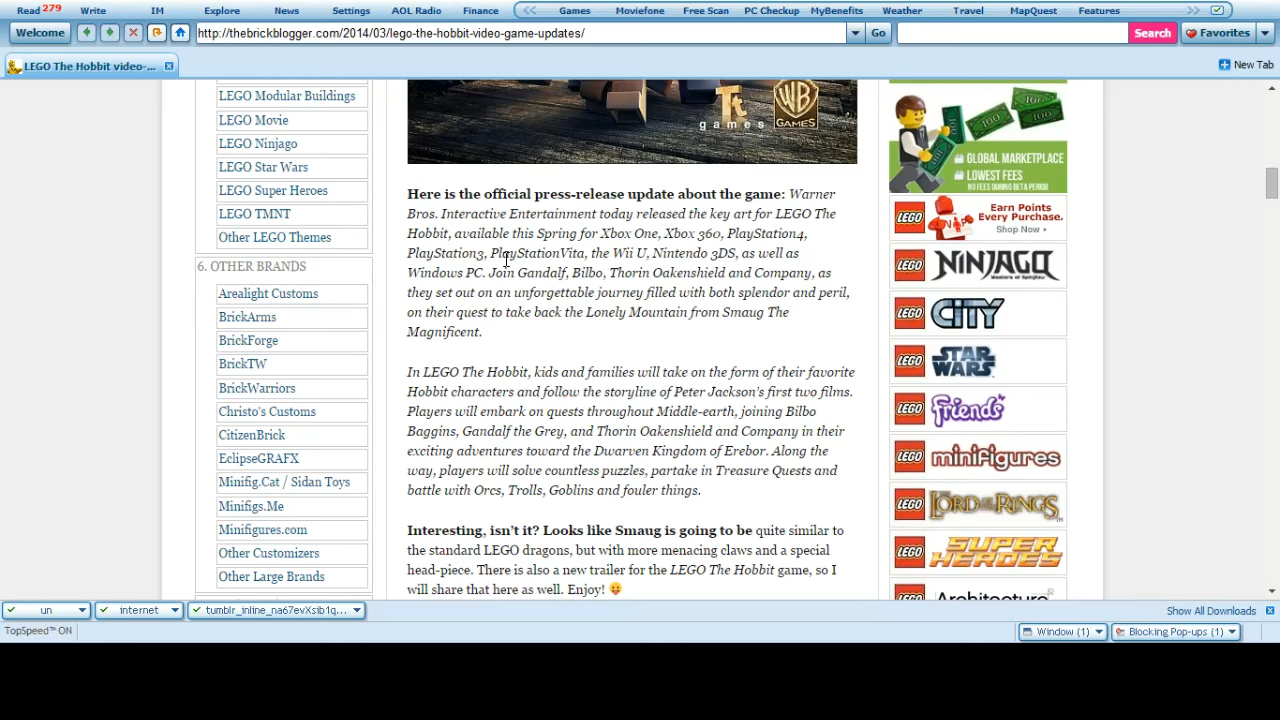 Read 279 Write IM Explore News Settings AOL Radio Finance Games Moviefone Free Scan PC Checkup MyBenefits Weather Travel MapQuest Features
Welcome http://thebrickblogger.com/2014/03/lego-the-hobbit-video-game-updates/ Go Search Favorites
LEGO The Hobbit video-... New Tab
LEGO Modular Buildings
LEGO Movie
LEGO Ninjago
LEGO Star Wars
LEGO Super Heroes
LEGO TMNT
Other LEGO Themes
6. OTHER BRANDS
Arealight Customs
BrickArms
BrickForge
BrickTW
BrickWarriors
Christo's Customs
CitizenBrick
EclipseGRAFX
Minifig.Cat / Sidan Toys
Minifigs.Me
Minifigures.com
Other Customizers
Other Large Brands
Tt
games
WB
GAMES
Here is the official press-release update about the game: Warner
Bros. Interactive Entertainment today released the key art for LEGO The
Hobbit, available this Spring for Xbox One, Xbox 360, PlayStation4,
PlayStation3, PlayStationVita, the Wii U, Nintendo 3DS, as well as
Windows PC. Join Gandalf, Bilbo, Thorin Oakenshield and Company, as
they set out on an unforgettable journey filled with both splendor and peril,
on their quest to take back the Lonely Mountain from Smaug The
Magnificent.
In LEGO The Hobbit, kids and families will take on the form of their favorite
Hobbit characters and follow the storyline of Peter Jackson's first two films.
Players will embark on quests throughout Middle-earth, joining Bilbo
Baggins, Gandalf the Grey, and Thorin Oakenshield and Company in their
exciting adventures toward the Dwarven Kingdom of Erebor. Along the
way, players will solve countless puzzles, partake in Treasure Quests and
battle with Orcs, Trolls, Goblins and fouler things.
Interesting, isn't it? Looks like Smaug is going to be quite similar to
the standard LEGO dragons, but with more menacing claws and a special
head-piece. There is also a new trailer for the LEGO The Hobbit game, so I
will share that here as well. Enjoy!
100
100
100
GLOBAL MARKETPLACE
LOWEST FEES
NO FEES DURING BETA PERIOD
LEGO VIP Earn Points
Every Purchase.
Shop Now
LEGO NINJAGO
LEGO CITY
LEGO STAR WARS
LEGO friends
LEGO minifigures
LEGO THE LORD OF THE RINGS
LEGO SUPER HEROES
Architecture
un internet tumblr_inline_na67evXsib1q... Show All Downloads
TopSpeed™ ON Window (1) Blocking Pop-ups (1)